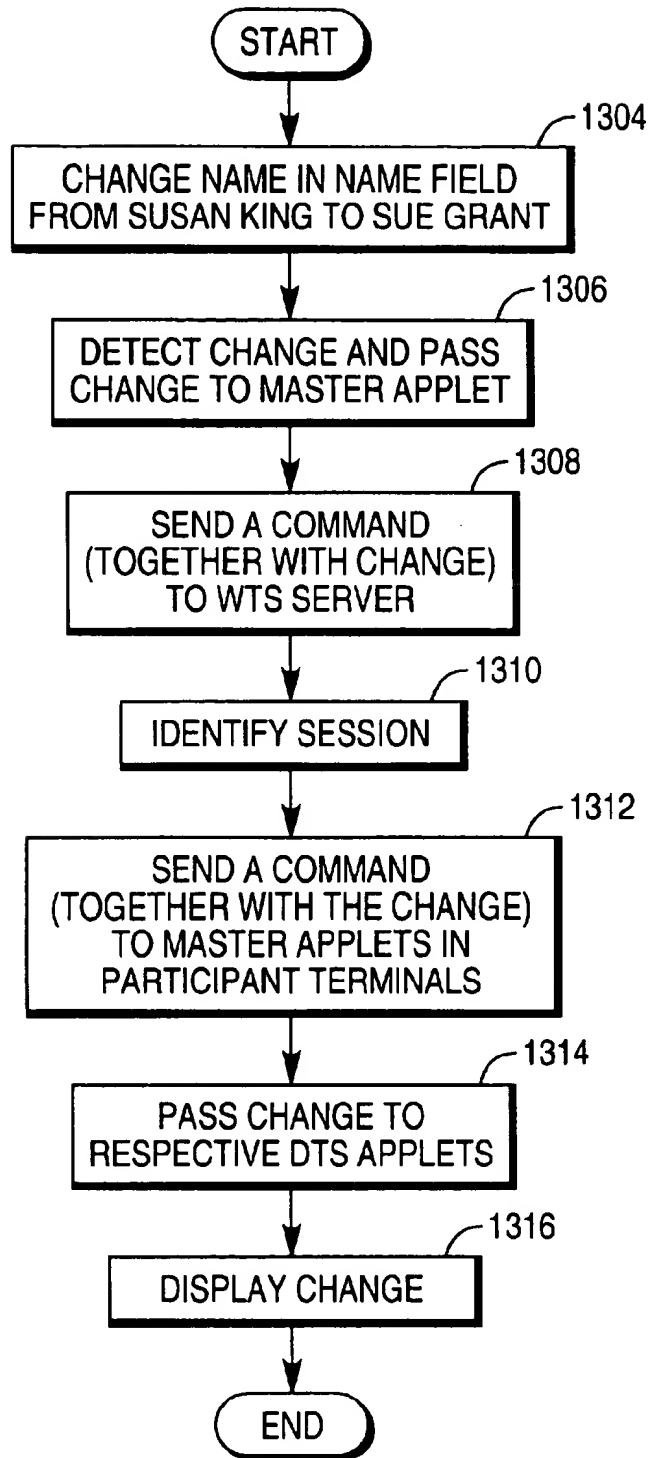 START
1304
CHANGE NAME IN NAME FIELD
FROM SUSAN KING TO SUE GRANT
1306
DETECT CHANGE AND PASS
CHANGE TO MASTER APPLET
1308
SEND A COMMAND
(TOGETHER WITH CHANGE)
TO WTS SERVER
1310
IDENTIFY SESSION
1312
SEND A COMMAND
(TOGETHER WITH THE CHANGE)
TO MASTER APPLETS IN
PARTICIPANT TERMINALS
1314
PASS CHANGE TO
RESPECTIVE DTS APPLETS
1316
DISPLAY CHANGE
END